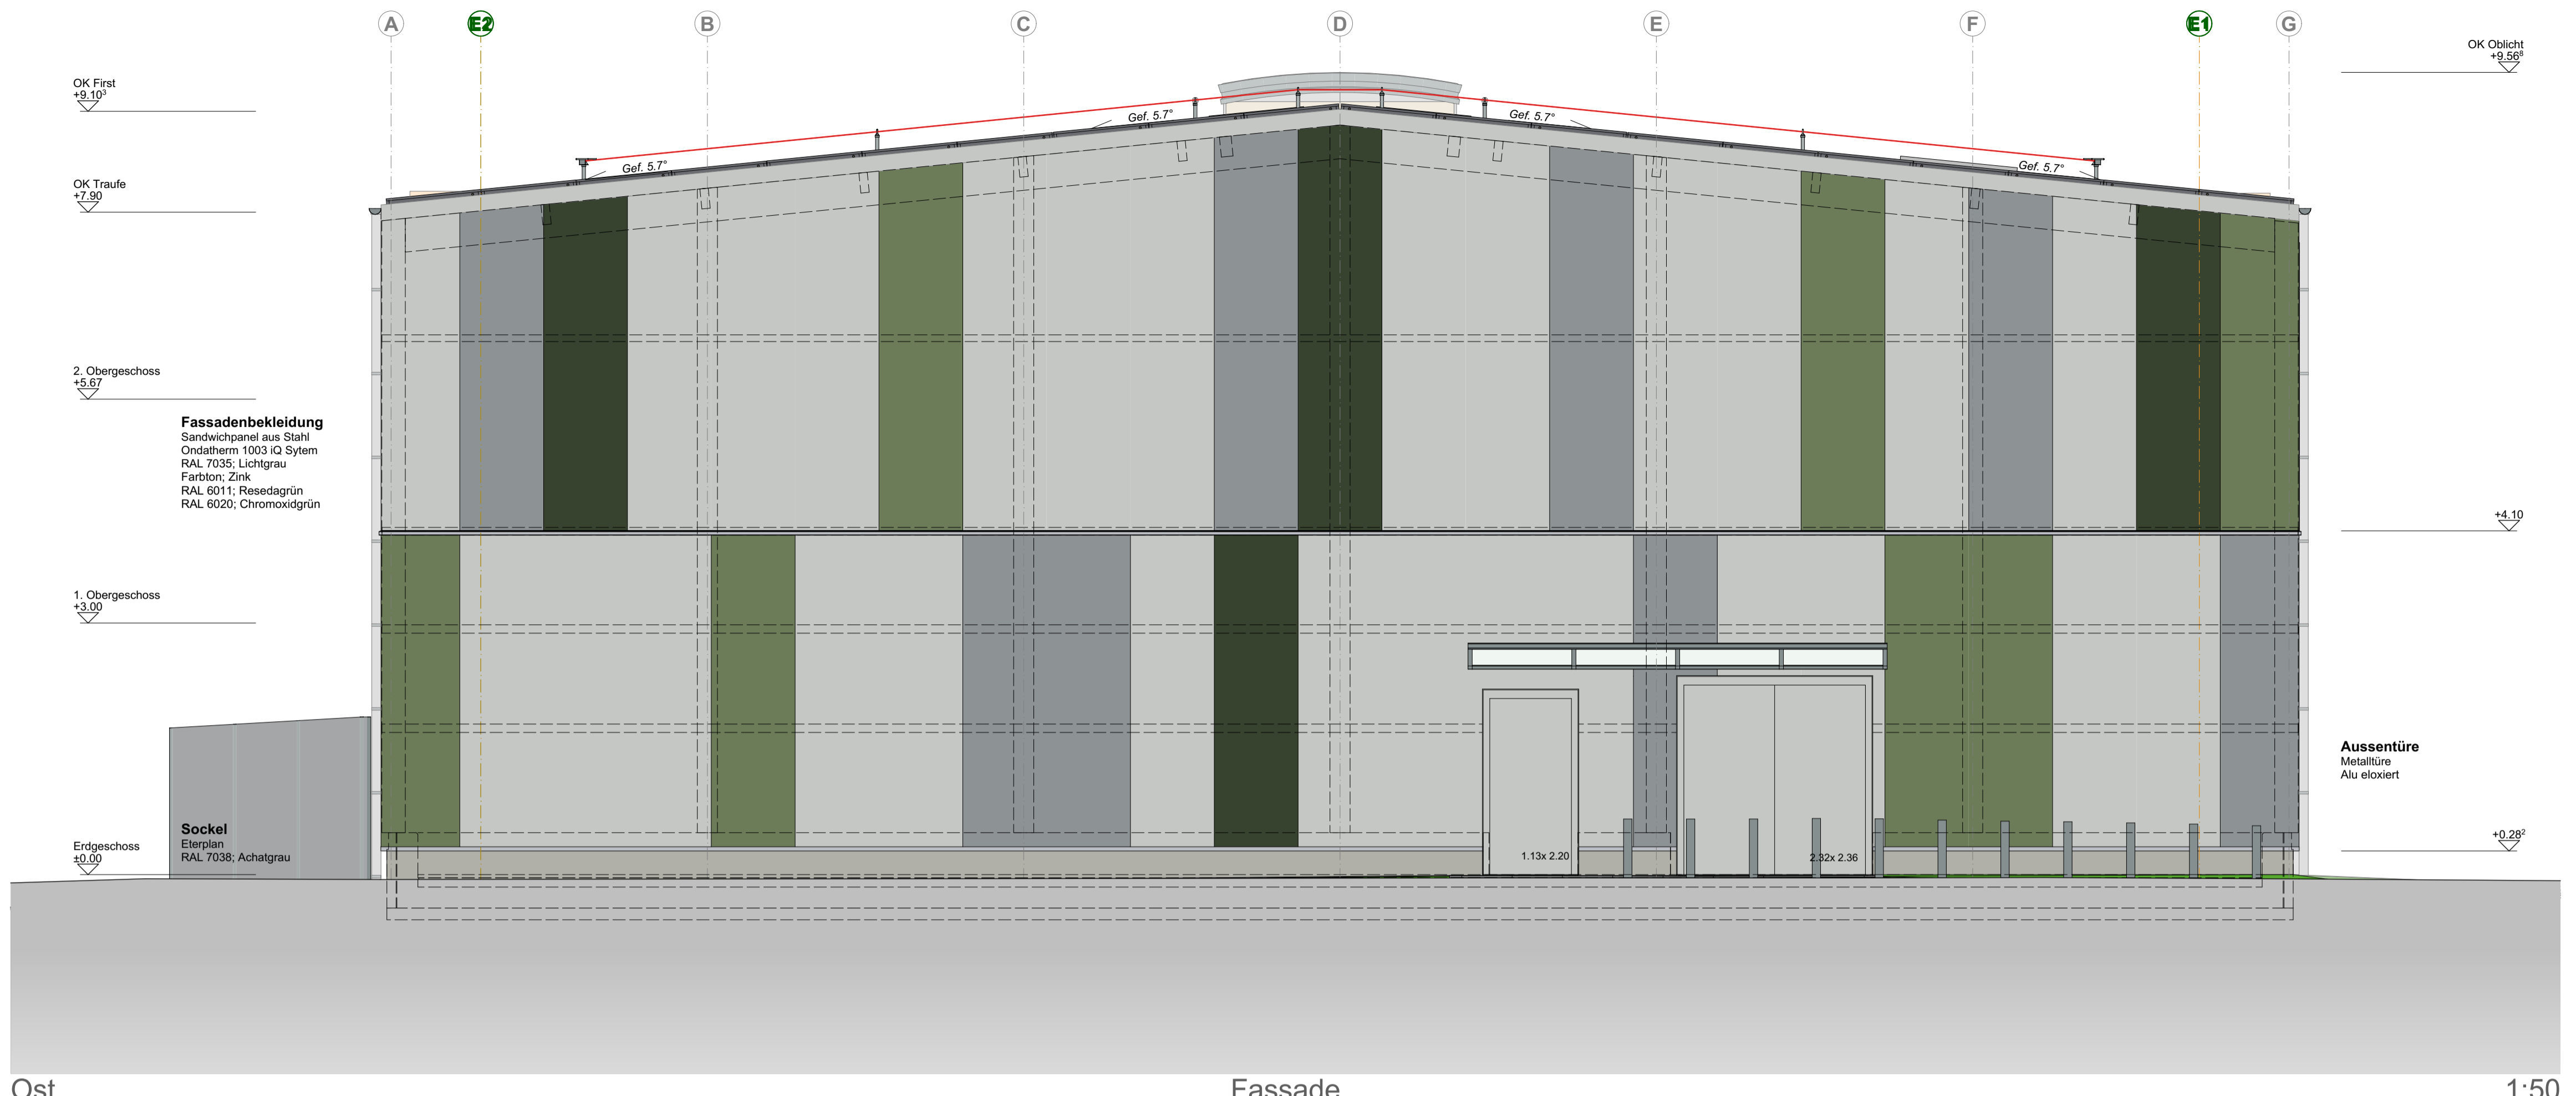 A
E2
B
C
D
E
F
E1
G
OK First
+9.10³
OK Oblicht
+9.56⁸
Gef. 5.7°
Gef. 5.7°
Gef. 5.7°
Gef. 5.7°
OK Traufe
+7.90
2. Obergeschoss
+5.67
Fassadenbekleidung
Sandwichpanel aus Stahl
Ondatherm 1003 iQ Sytem
RAL 7035; Lichtgrau
Farbton; Zink
RAL 6011; Resedagrün
RAL 6020; Chromoxidgrün
+4.10
1. Obergeschoss
+3.00
Aussentüre
Metalltüre
Alu eloxiert
Sockel
Eterplan
RAL 7038; Achatgrau
Erdgeschoss
±0.00
1.13x 2.20
2.32x 2.36
+0.28²
Ost
Fassade
1:50